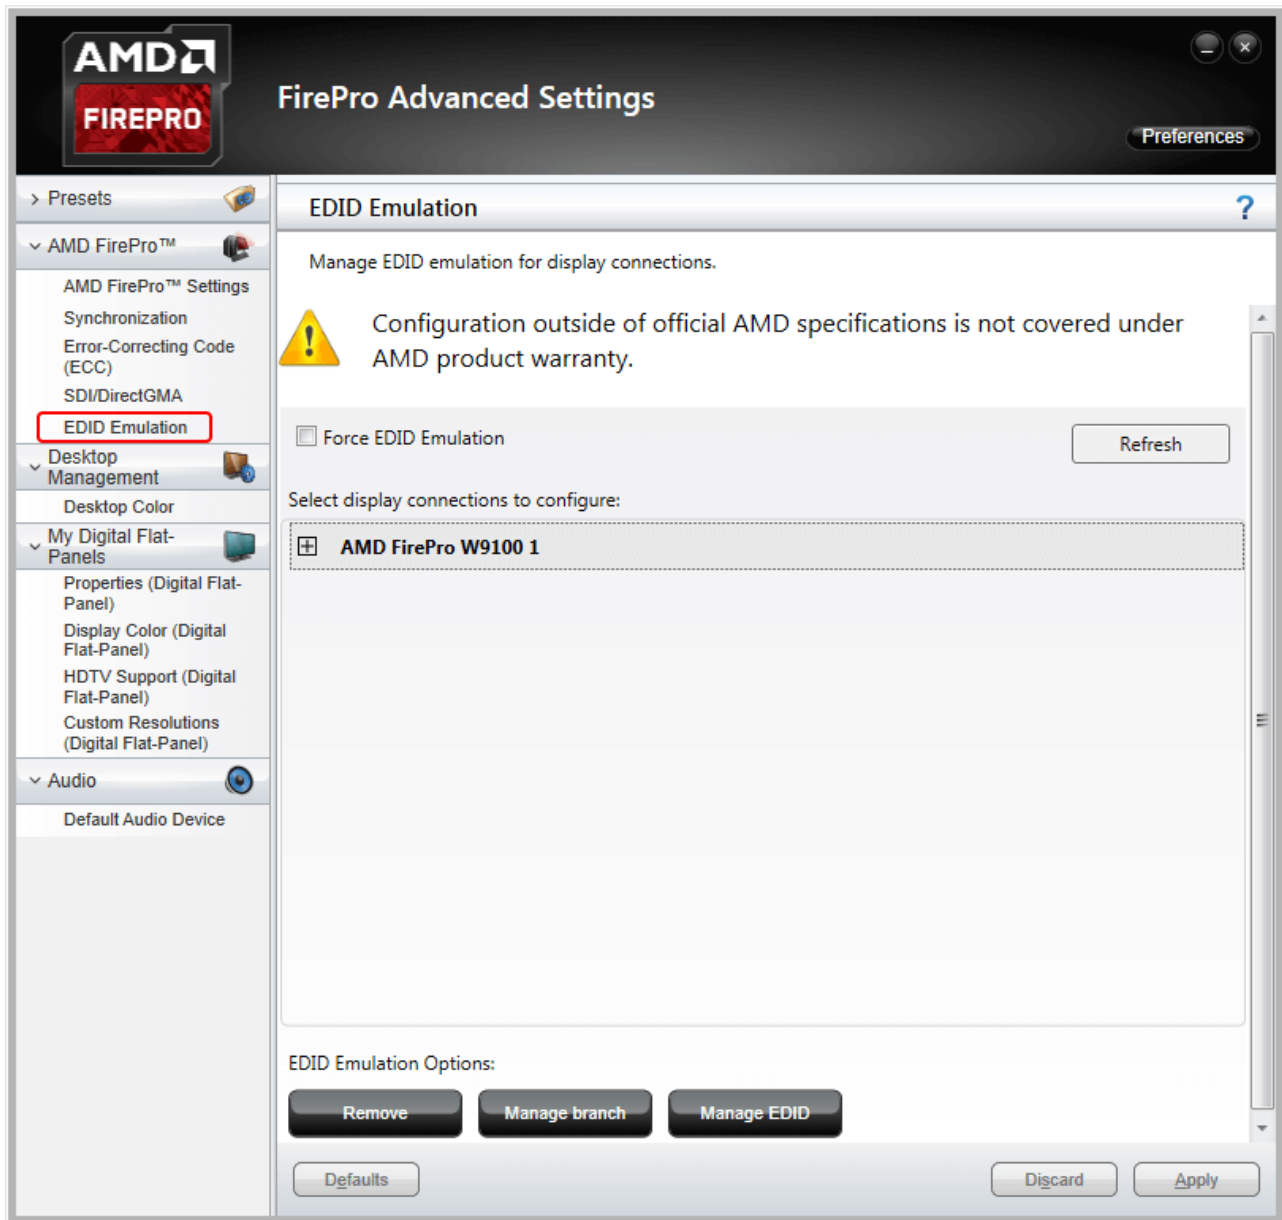 AMD
FIREPRO
FirePro Advanced Settings
Preferences
Presets
AMD FirePro™
AMD FirePro™ Settings
Synchronization
Error-Correcting Code
(ECC)
SDI/DirectGMA
EDID Emulation
Desktop
Management
Desktop Color
My Digital Flat-
Panels
Properties (Digital Flat-
Panel)
Display Color (Digital
Flat-Panel)
HDTV Support (Digital
Flat-Panel)
Custom Resolutions
(Digital Flat-Panel)
Audio
Default Audio Device
EDID Emulation
?
Manage EDID emulation for display connections.
Configuration outside of official AMD specifications is not covered under
AMD product warranty.
Force EDID Emulation
Refresh
Select display connections to configure:
AMD FirePro W9100 1
EDID Emulation Options:
Remove
Manage branch
Manage EDID
Defaults
Discard
Apply